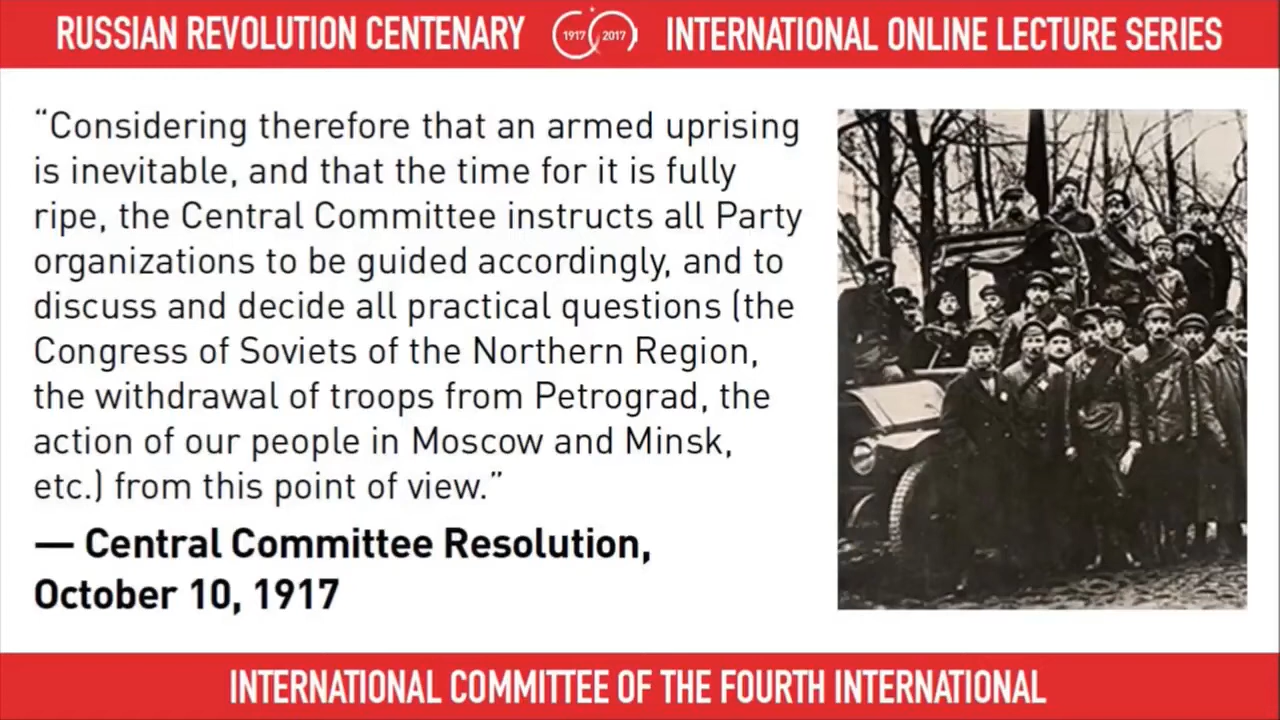 RUSSIAN REVOLUTION CENTENARY 1917 2017 INTERNATIONAL ONLINE LECTURE SERIES
“Considering therefore that an armed uprising
is inevitable, and that the time for it is fully
ripe, the Central Committee instructs all Party
organizations to be guided accordingly, and to
discuss and decide all practical questions (the
Congress of Soviets of the Northern Region,
the withdrawal of troops from Petrograd, the
action of our people in Moscow and Minsk,
etc.) from this point of view.”
— Central Committee Resolution,
October 10, 1917
INTERNATIONAL COMMITTEE OF THE FOURTH INTERNATIONAL